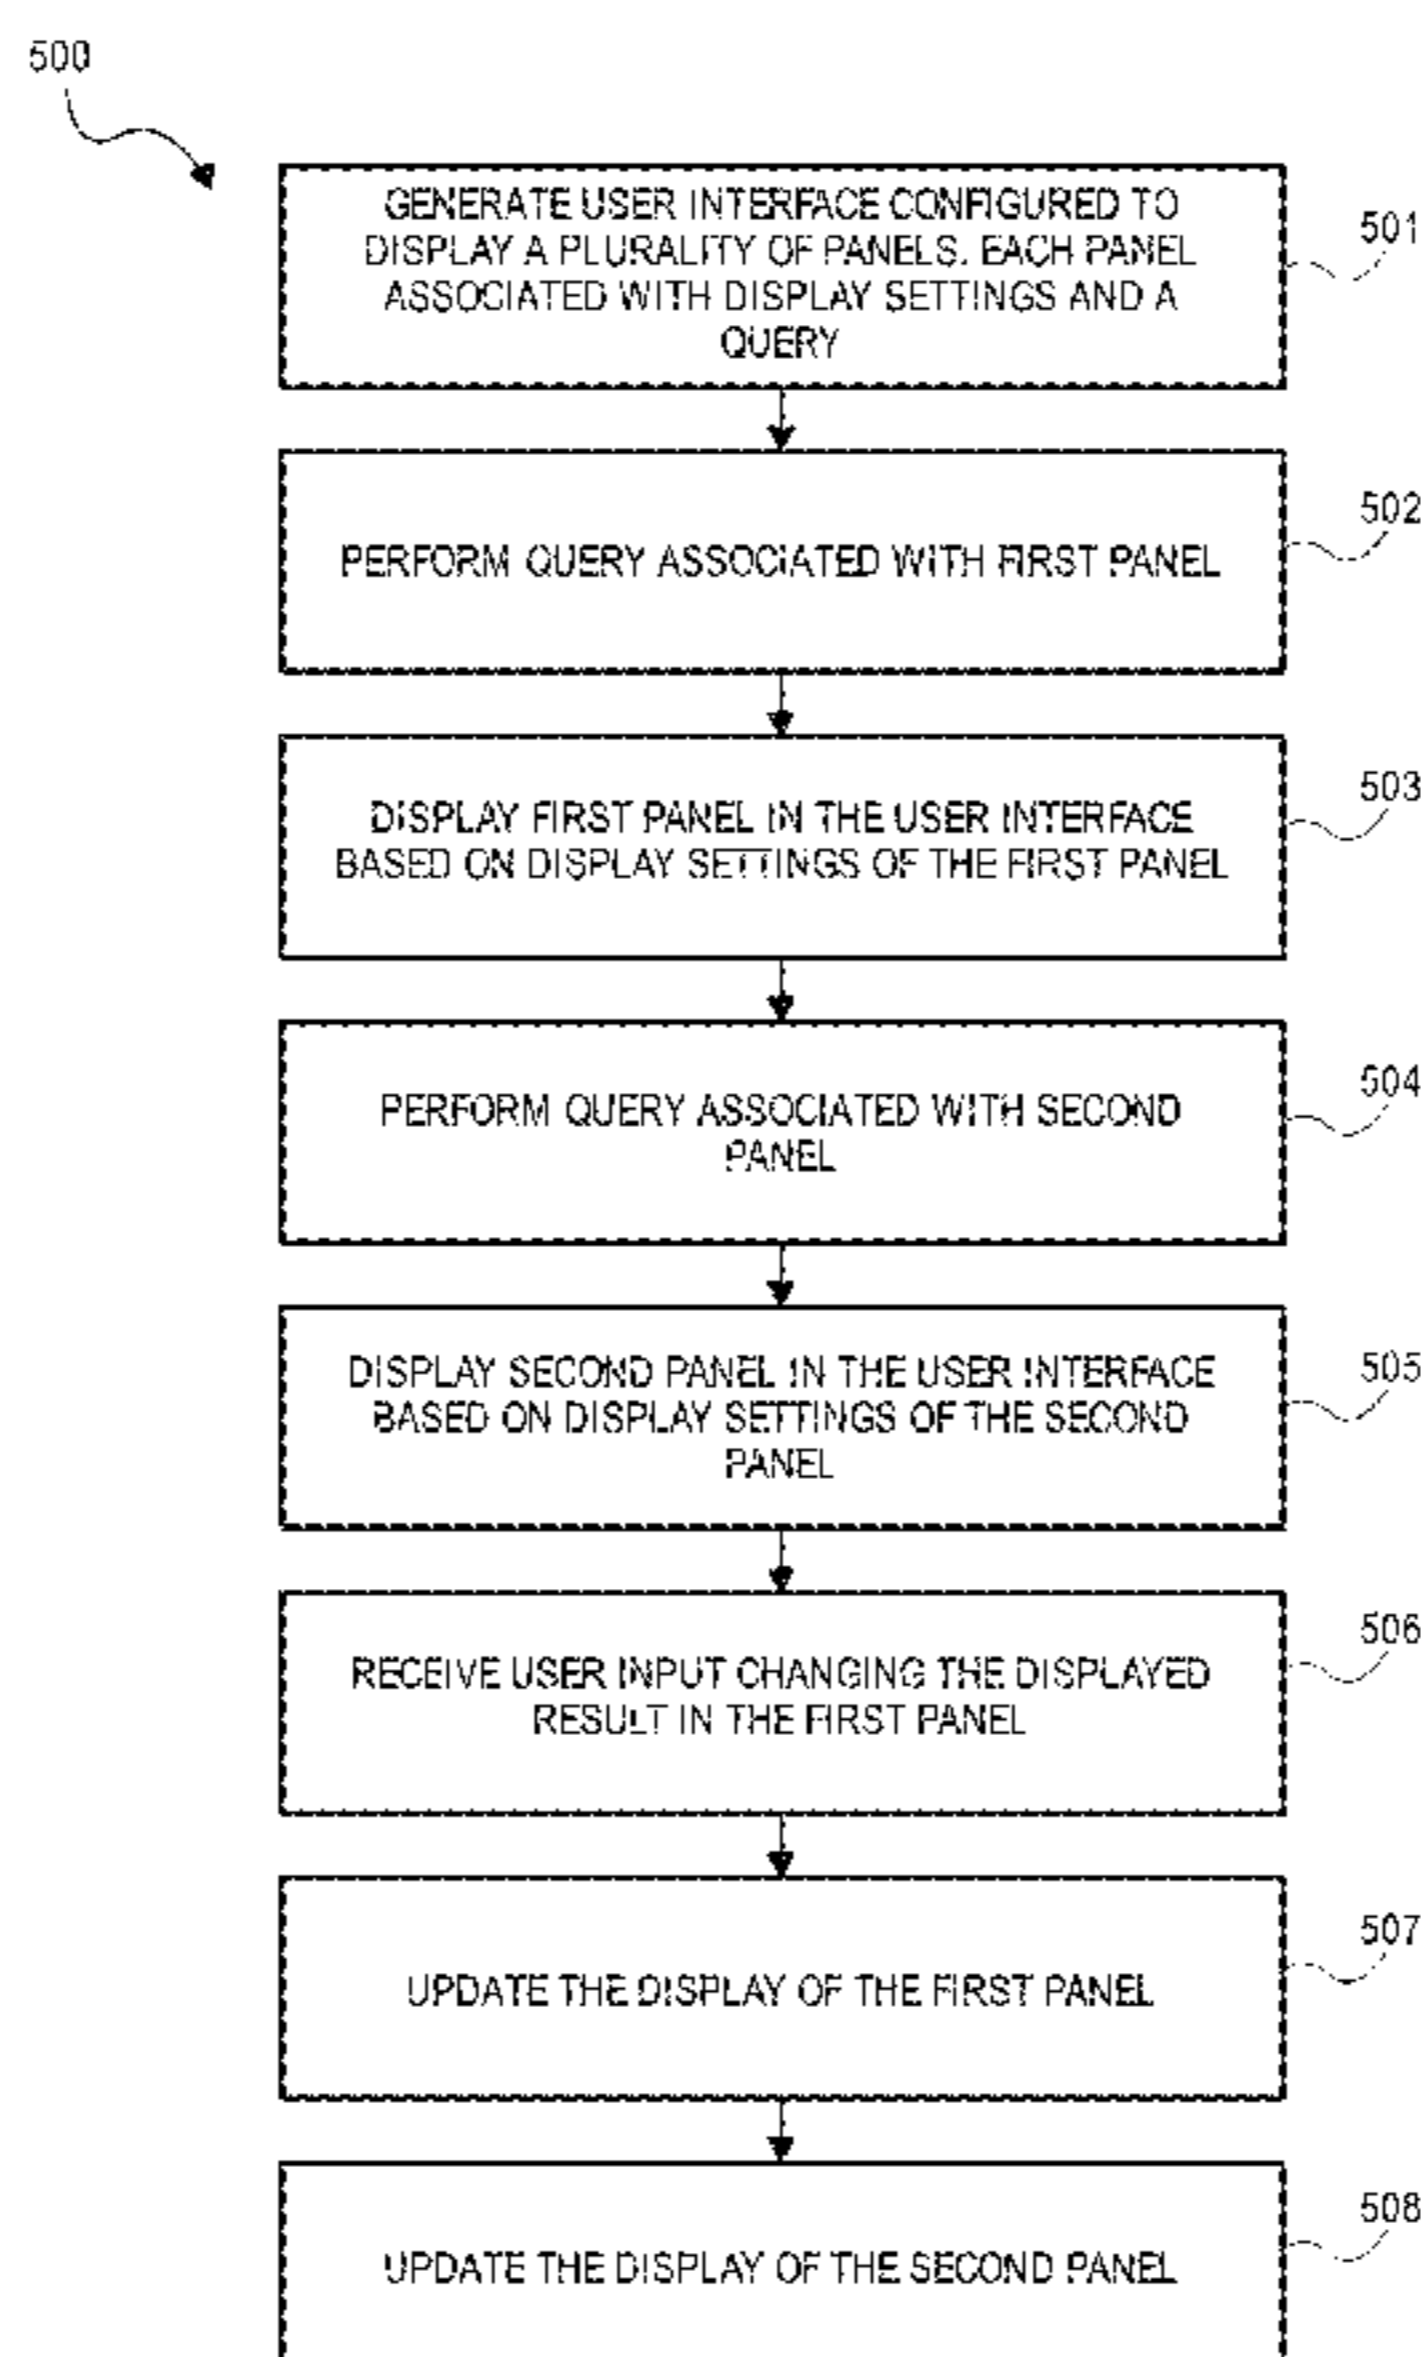 500
GENERATE USER INTERFACE CONFIGURED TO
DISPLAY A PLURALITY OF PANELS, EACH PANEL
ASSOCIATED WITH DISPLAY SETTINGS AND A
QUERY
501
PERFORM QUERY ASSOCIATED WITH FIRST PANEL
502
DISPLAY FIRST PANEL IN THE USER INTERFACE
BASED ON DISPLAY SETTINGS OF THE FIRST PANEL
503
PERFORM QUERY ASSOCIATED WITH SECOND
PANEL
504
DISPLAY SECOND PANEL IN THE USER INTERFACE
BASED ON DISPLAY SETTINGS OF THE SECOND
PANEL
505
RECEIVE USER INPUT CHANGING THE DISPLAYED
RESULT IN THE FIRST PANEL
506
UPDATE THE DISPLAY OF THE FIRST PANEL
507
UPDATE THE DISPLAY OF THE SECOND PANEL
508